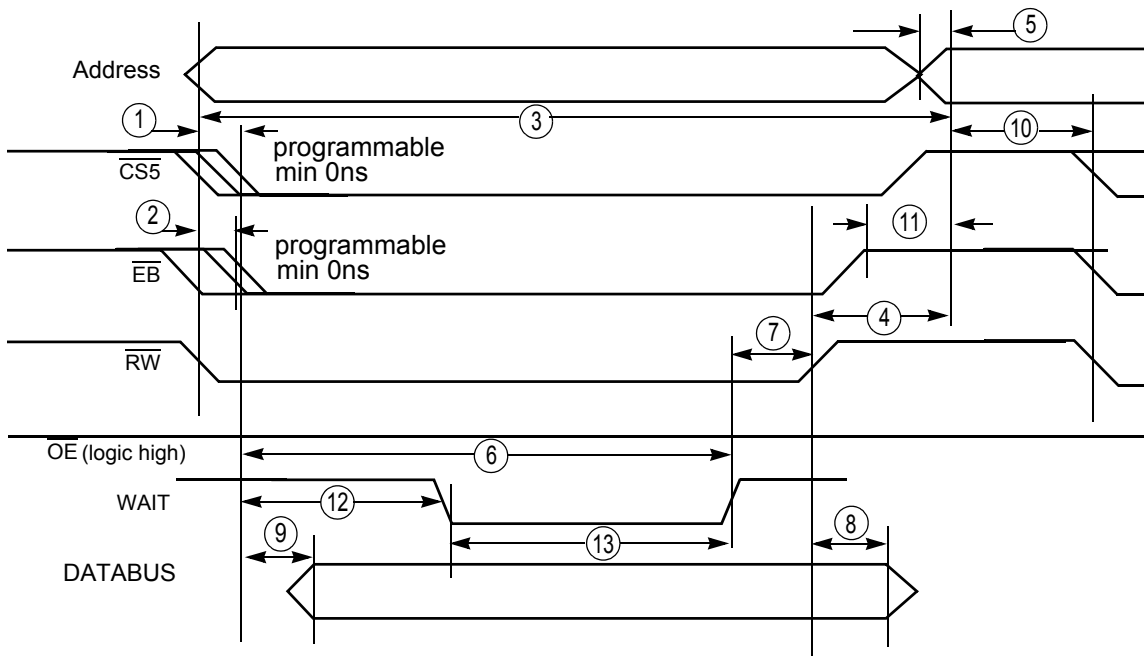 5
Address
1
3
10
programmable
min 0ns
CS5
2
11
programmable
min 0ns
EB
4
7
RW
OE (logic high)
6
WAIT
12
9
13
8
DATABUS